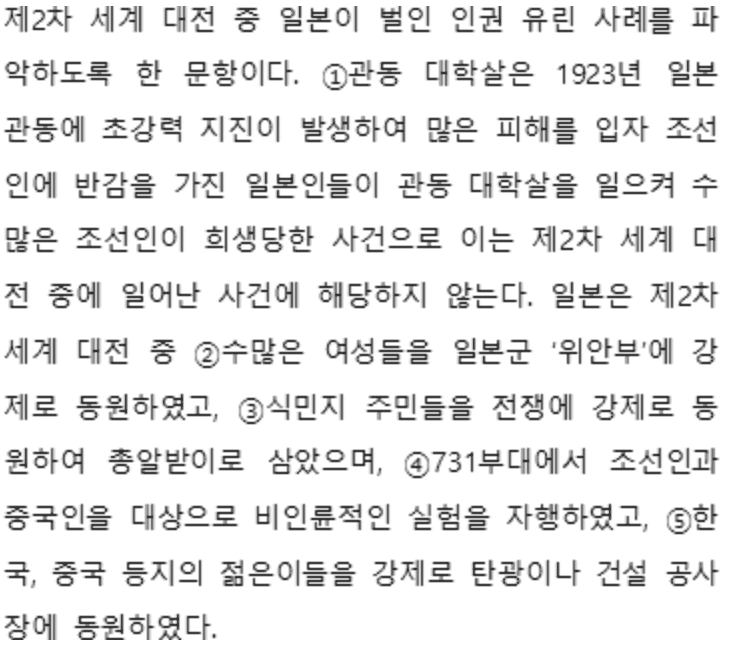 제2차 세계 대전 중 일본이 벌인 인권 유린 사례를 파
악하도록 한 문항이다. ①관동 대학살은 1923년 일본
관동에 초강력 지진이 발생하여 많은 피해를 입자 조선
인에 반감을 가진 일본인들이 관동 대학살을 일으켜 수
많은 조선인이 희생당한 사건으로 이는 제2차 세계 대
전 중에 일어난 사건에 해당하지 않는다. 일본은 제2차
세계 대전 중 ②수많은 여성들을 일본군 '위안부'에 강
제로 동원하였고, ③식민지 주민들을 전쟁에 강제로 동
원하여 총알받이로 삼았으며, ④731부대에서 조선인과
중국인을 대상으로 비인륜적인 실험을 자행하였고, ⑤한
국, 중국 등지의 젊은이들을 강제로 탄광이나 건설 공사
장에 동원하였다.